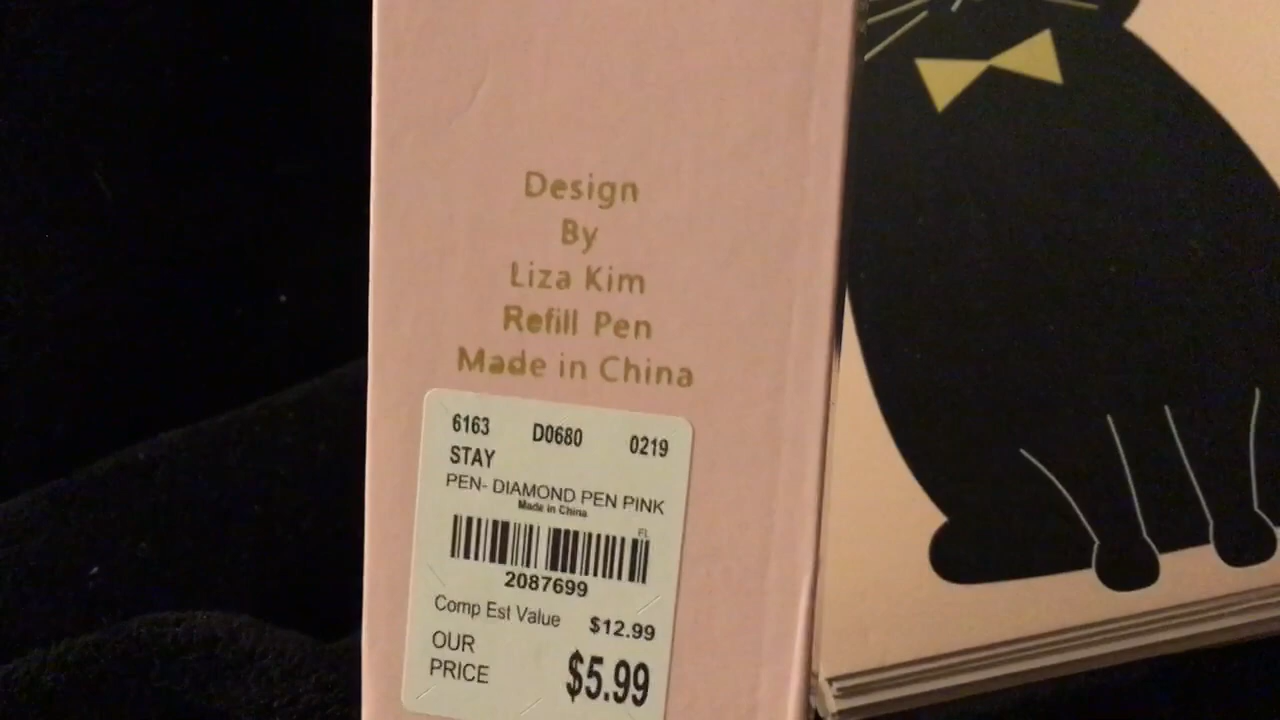 Design
By
Liza Kim
Refill Pen
Made in China
6163 D0680 0219
STAY
PEN- DIAMOND PEN PINK
Made in China
FL
2087699
Comp Est Value $12.99
OUR
PRICE $5.99